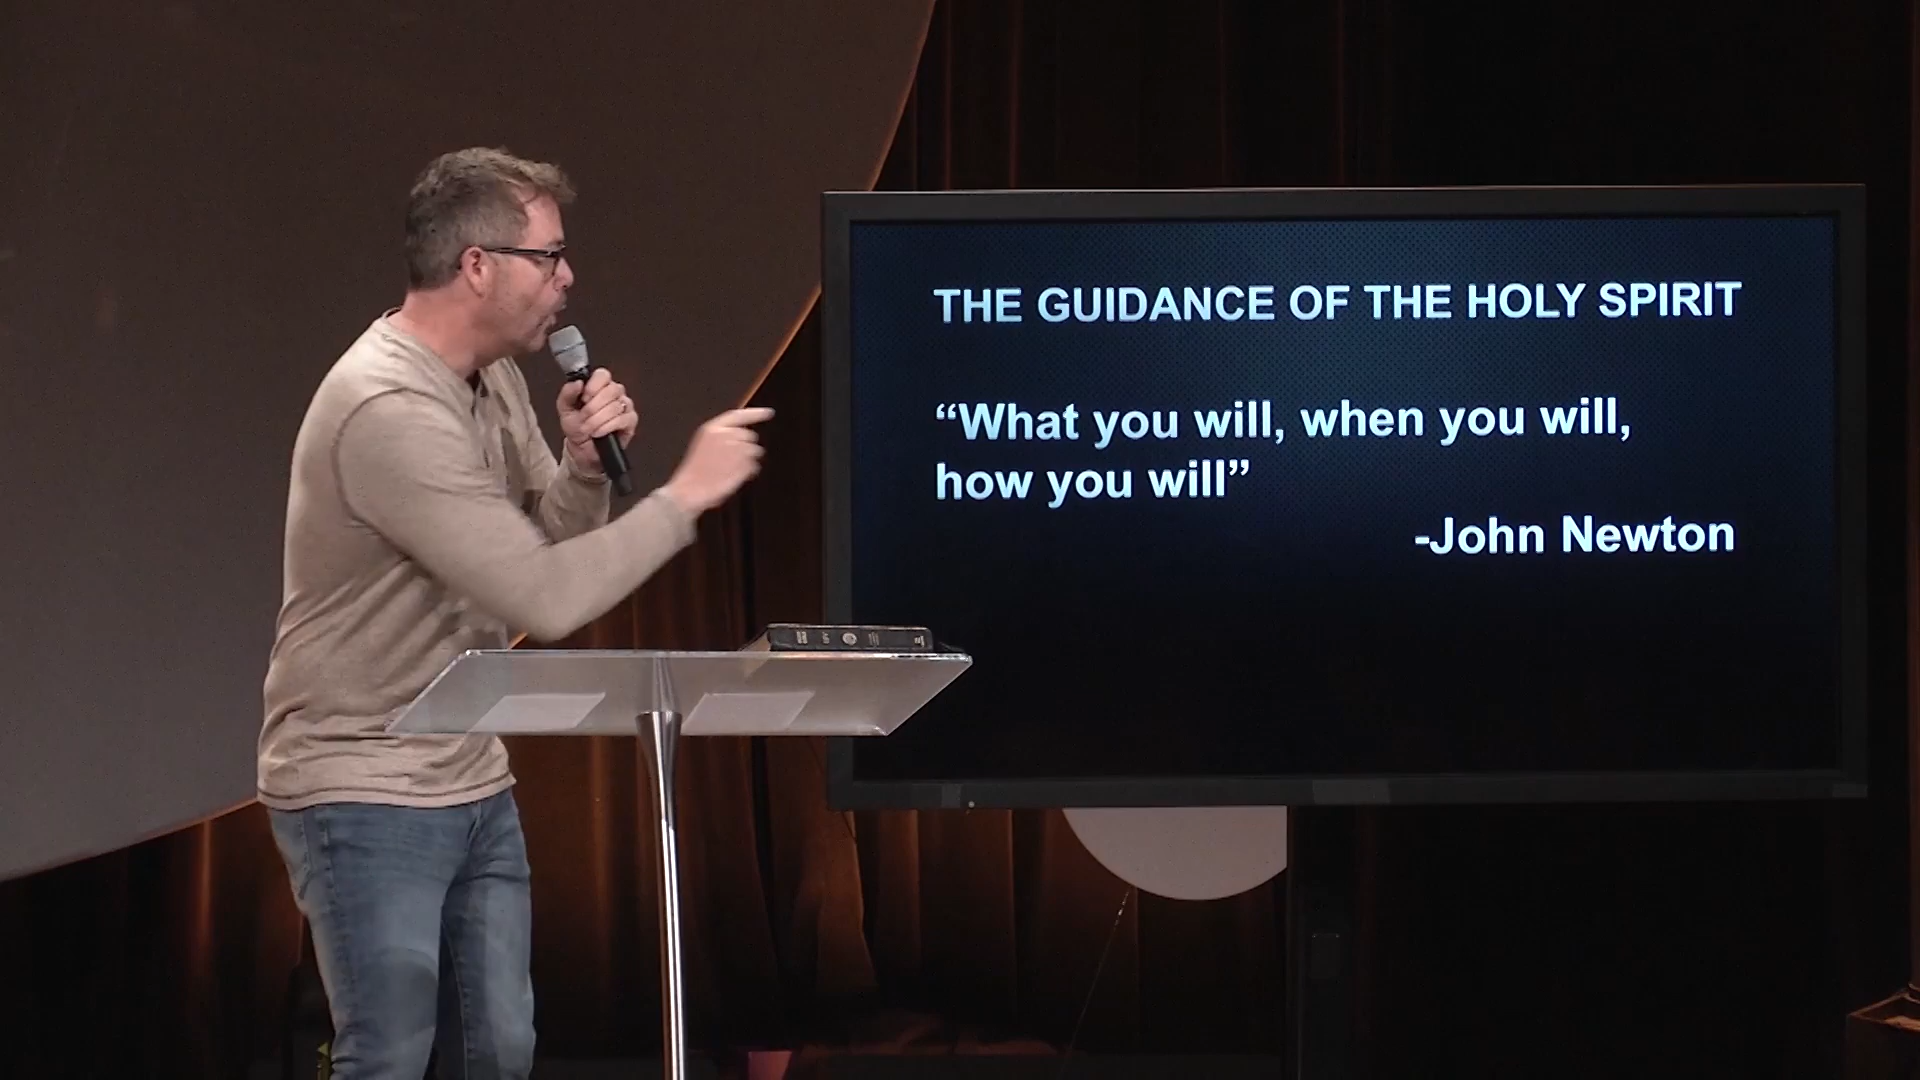 THE GUIDANCE OF THE HOLY SPIRIT
“What you will, when you will,
how you will”
-John Newton